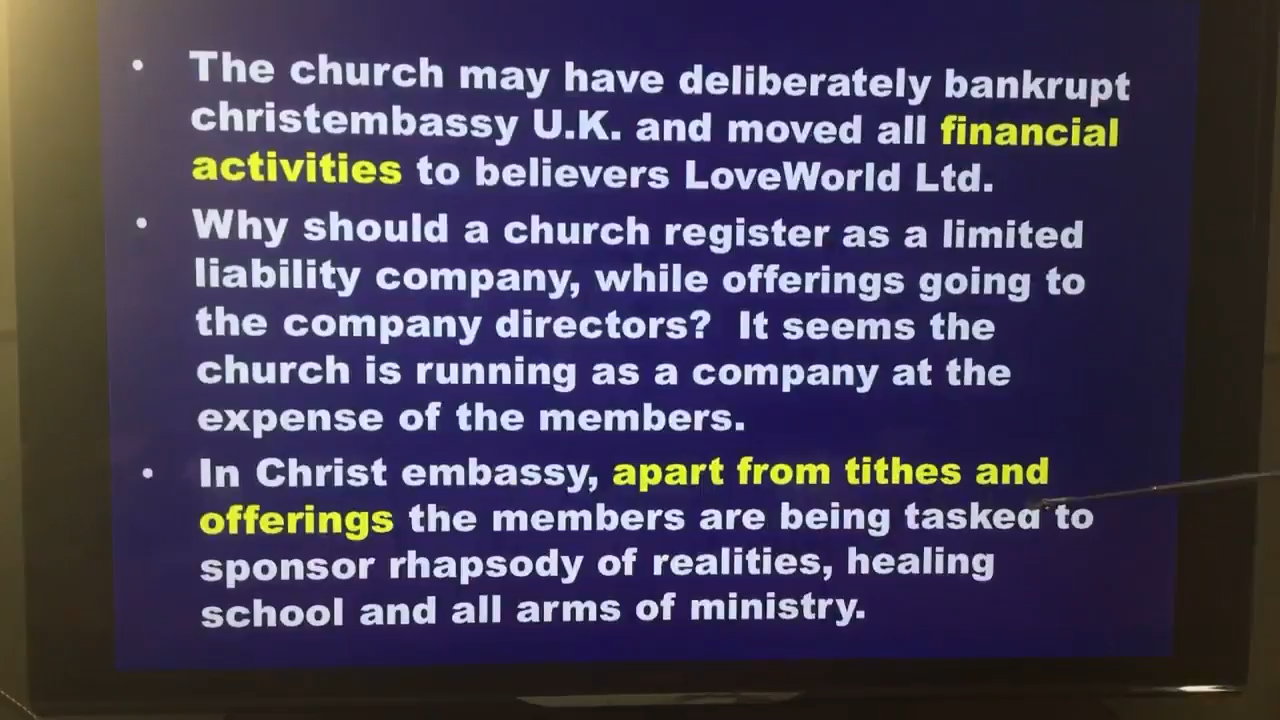 • The church may have deliberately bankrupt
christembassy U.K. and moved all financial
activities to believers LoveWorld Ltd.
• Why should a church register as a limited
liability company, while offerings going to
the company directors?  It seems the
church is running as a company at the
expense of the members.
• In Christ embassy, apart from tithes and
offerings the members are being tasked to
sponsor rhapsody of realities, healing
school and all arms of ministry.